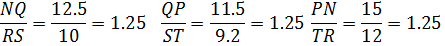 NQ/RS = 12.5/10 = 1.25 QP/ST = 11.5/9.2 = 1.25 PN/TR = 15/12 = 1.25